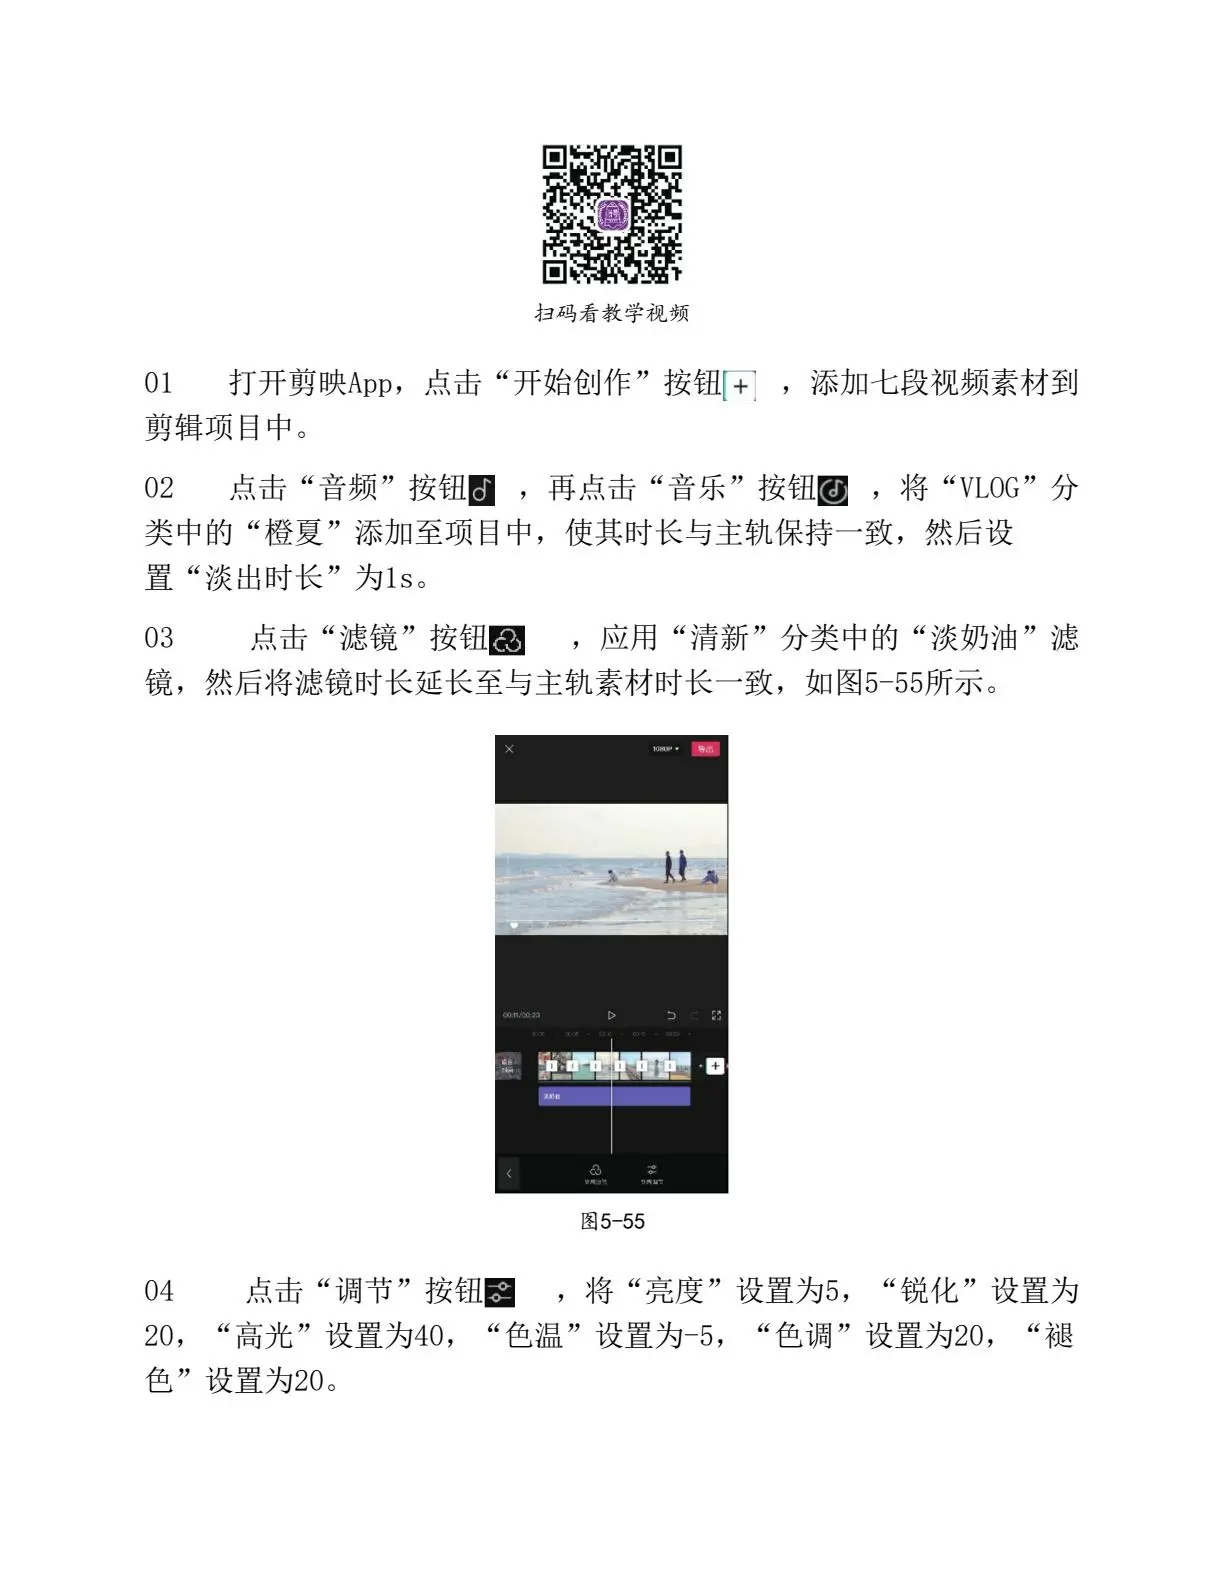 扫码看教学视频
01 打开剪映App，点击“开始创作”按钮 ，添加七段视频素材到
剪辑项目中。
02 点击“音频”按钮 ，再点击“音乐”按钮 ，将“VLOG”分
类中的“橙夏”添加至项目中，使其时长与主轨保持一致，然后设
置“淡出时长”为1s。
03 点击“滤镜”按钮 ，应用“清新”分类中的“淡奶油”滤
镜，然后将滤镜时长延长至与主轨素材时长一致，如图5-55所示。
1080P
导出
00:11/00:23
图5-55
04 点击“调节”按钮 ，将“亮度”设置为5，“锐化”设置为
20，“高光”设置为40，“色温”设置为-5，“色调”设置为20，“褪
色”设置为20。